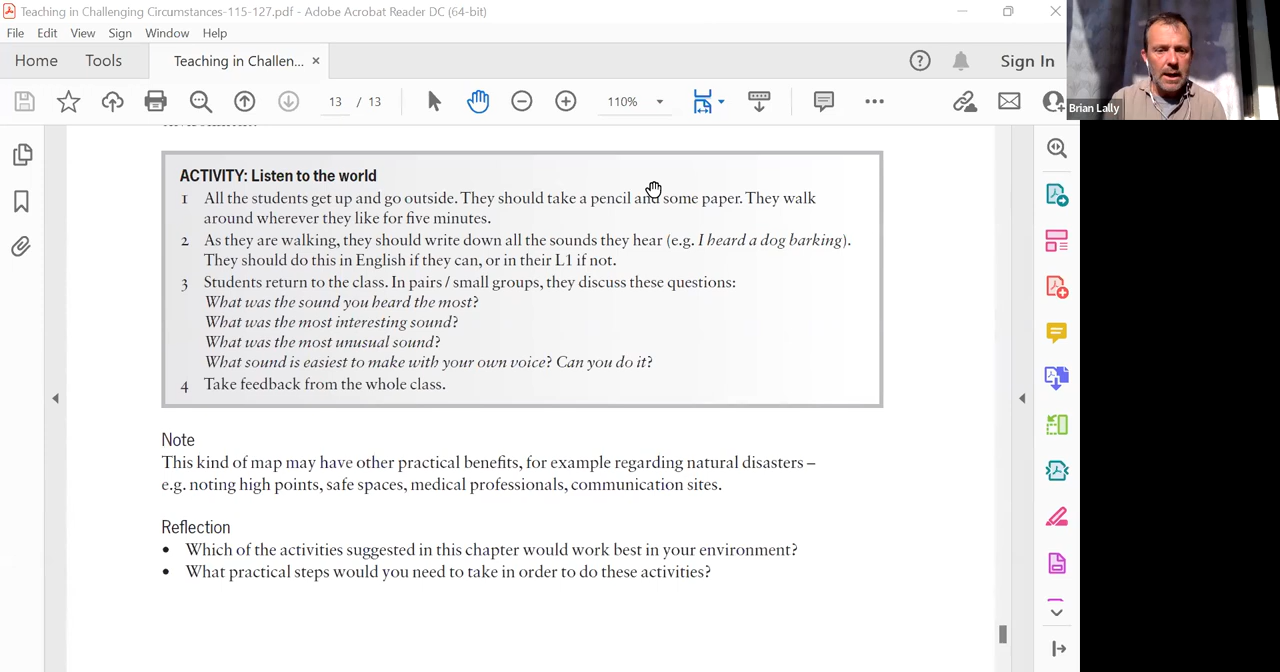 Teaching in Challenging Circumstances-115-127.pdf - Adobe Acrobat Reader DC (64-bit)
File Edit View Sign Window Help
Home Tools Teaching in Challen... × Sign In
13 / 13 110%
Brian Lally
ACTIVITY: Listen to the world
1 All the students get up and go outside. They should take a pencil and some paper. They walk
around wherever they like for five minutes.
2 As they are walking, they should write down all the sounds they hear (e.g. I heard a dog barking).
They should do this in English if they can, or in their L1 if not.
3 Students return to the class. In pairs / small groups, they discuss these questions:
What was the sound you heard the most?
What was the most interesting sound?
What was the most unusual sound?
What sound is easiest to make with your own voice? Can you do it?
4 Take feedback from the whole class.
Note
This kind of map may have other practical benefits, for example regarding natural disasters –
e.g. noting high points, safe spaces, medical professionals, communication sites.
Reflection
• Which of the activities suggested in this chapter would work best in your environment?
• What practical steps would you need to take in order to do these activities?